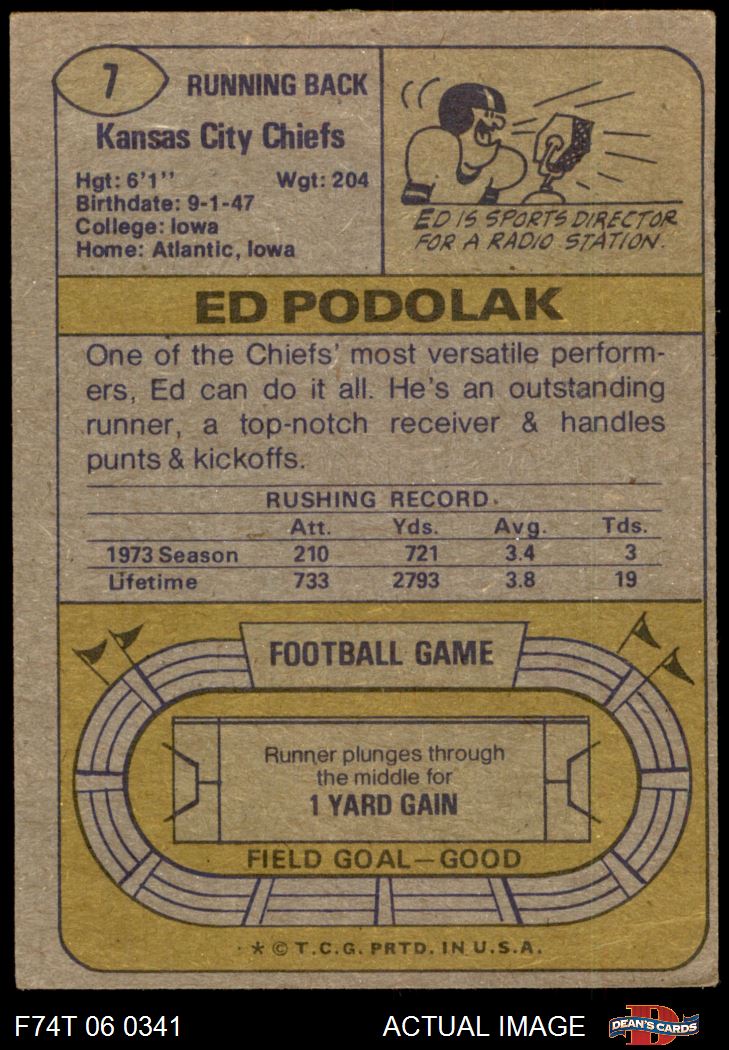 7
RUNNING BACK
Kansas City Chiefs
Hgt: 6'1'' Wgt: 204
Birthdate: 9-1-47
College: Iowa
Home: Atlantic, Iowa
ED IS SPORTS DIRECTOR
FOR A RADIO STATION.
ED PODOLAK
One of the Chiefs' most versatile perform-
ers, Ed can do it all. He's an outstanding
runner, a top-notch receiver & handles
punts & kickoffs.
RUSHING RECORD
Att. Yds. Avg. Tds.
1973 Season 210 721 3.4 3
Lifetime 733 2793 3.8 19
FOOTBALL GAME
Runner plunges through
the middle for
1 YARD GAIN
FIELD GOAL—GOOD
* © T.C.G. PRTD. IN U.S.A.
F74T 06 0341 ACTUAL IMAGE DEAN'S CARDS